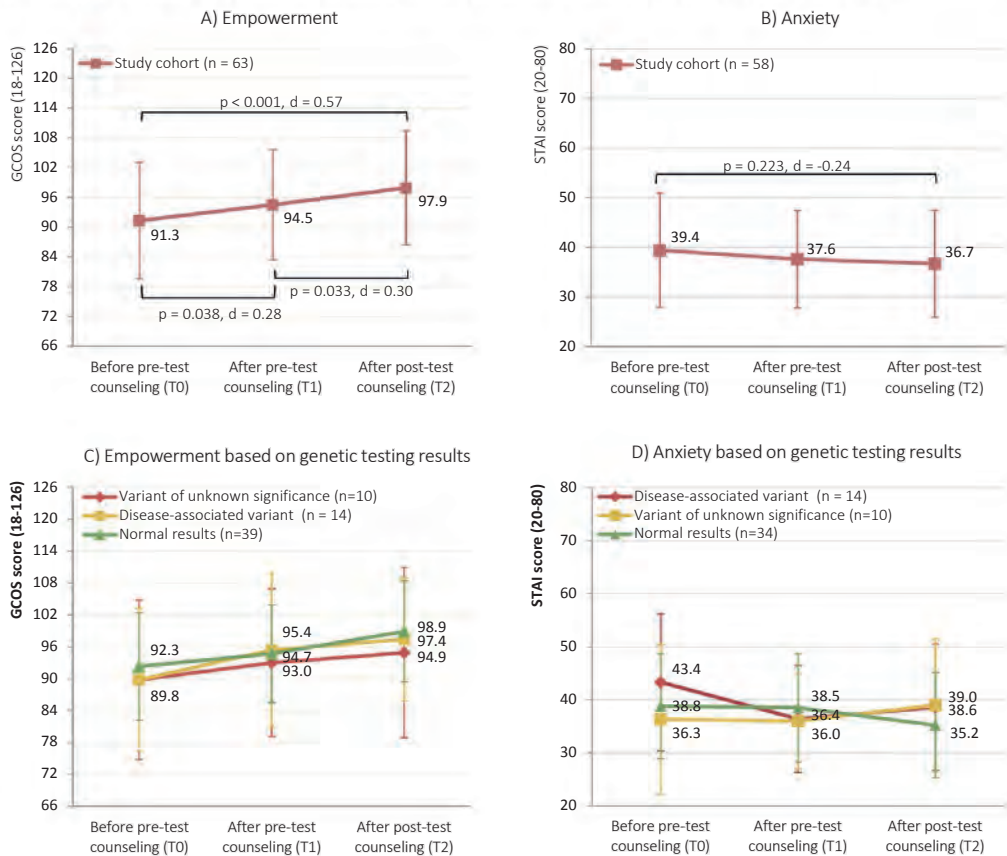 A) Empowerment
GCOS score (18-126)
126
120
114
108
102
96
90
84
78
72
66
Study cohort (n = 63)
p < 0.001, d = 0.57
91.3
94.5
97.9
p = 0.038, d = 0.28
p = 0.033, d = 0.30
Before pre-test
counseling (T0)
After pre-test
counseling (T1)
After post-test
counseling (T2)
B) Anxiety
STAI score (20-80)
80
70
60
50
40
30
20
Study cohort (n = 58)
p = 0.223, d = -0.24
39.4
37.6
36.7
Before pre-test
counseling (T0)
After pre-test
counseling (T1)
After post-test
counseling (T2)
C) Empowerment based on genetic testing results
GCOS score (18-126)
126
120
114
108
102
96
90
84
78
72
66
Variant of unknown significance (n=10)
Disease-associated variant (n = 14)
Normal results (n=39)
92.3
89.8
95.4
94.7
93.0
98.9
97.4
94.9
Before pre-test
counseling (T0)
After pre-test
counseling (T1)
After post-test
counseling (T2)
D) Anxiety based on genetic testing results
STAI score (20-80)
80
70
60
50
40
30
20
Disease-associated variant (n = 14)
Variant of unknown significance (n=10)
Normal results (n=34)
43.4
38.8
36.3
38.5
36.4
36.0
39.0
38.6
35.2
Before pre-test
counseling (T0)
After pre-test
counseling (T1)
After post-test
counseling (T2)